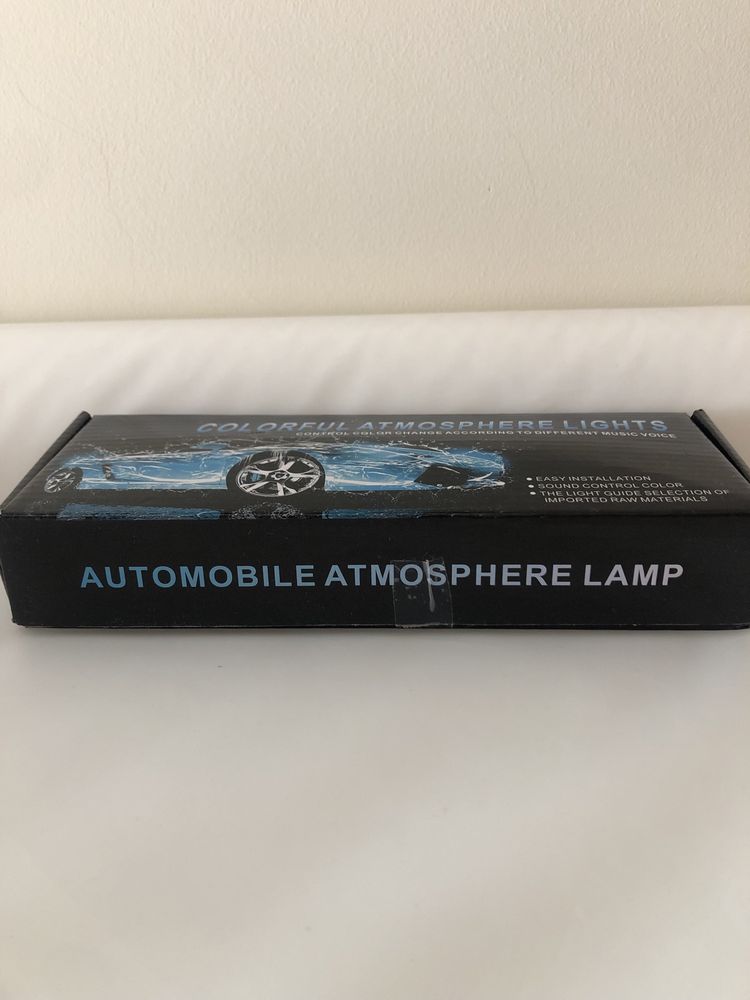 COLORFUL ATMOSPHERE LIGHTS
CONTROL COLOR CHANGE ACCORDING TO DIFFERENT MUSIC VOICE
• EASY INSTALLATION
• SOUND CONTROL COLOR
• THE LIGHT GUIDE SELECTION OF
IMPORTED RAW MATERIALS
AUTOMOBILE ATMOSPHERE LAMP